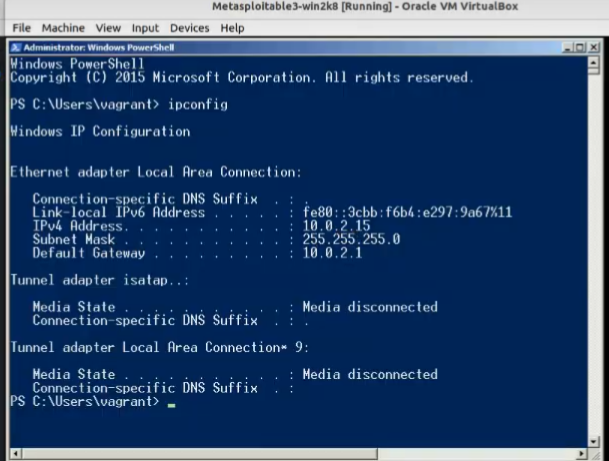 Metasploitable3-win2k8 [Running] - Oracle VM VirtualBox
File Machine View Input Devices Help
Administrator: Windows PowerShell
Windows PowerShell
Copyright (C) 2015 Microsoft Corporation. All rights reserved.
PS C:\Users\vagrant> ipconfig
Windows IP Configuration
Ethernet adapter Local Area Connection:
Connection-specific DNS Suffix . : .
Link-local IPv6 Address . . . . . : fe80::3cbb:f6b4:e297:9a67%11
IPv4 Address. . . . . . . . . . . : 10.0.2.15
Subnet Mask . . . . . . . . . . . : 255.255.255.0
Default Gateway . . . . . . . . . : 10.0.2.1
Tunnel adapter isatap..:
Media State . . . . . . . . . . . : Media disconnected
Connection-specific DNS Suffix . : .
Tunnel adapter Local Area Connection* 9:
Media State . . . . . . . . . . . : Media disconnected
Connection-specific DNS Suffix . :
PS C:\Users\vagrant> _